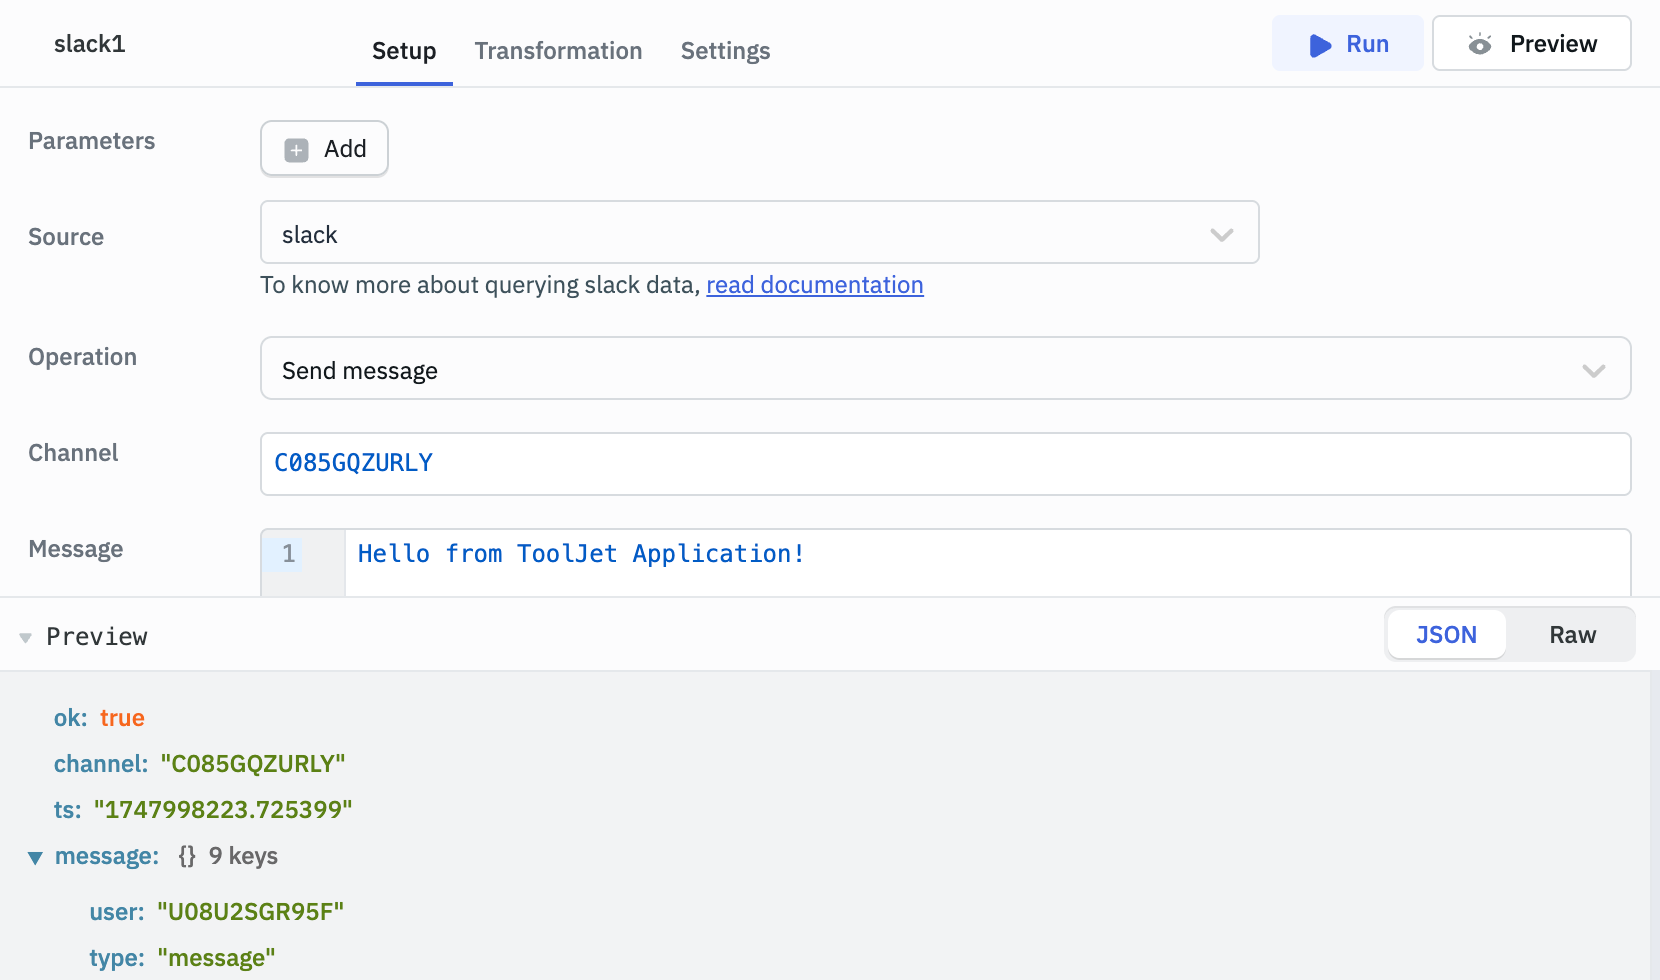 slack1
Setup Transformation Settings
Run Preview
Parameters
Add
Source
slack
To know more about querying slack data, read documentation
Operation
Send message
Channel
C085GQZURLY
Message
1 Hello from ToolJet Application!
Preview
JSON Raw
ok: true
channel: "C085GQZURLY"
ts: "1747998223.725399"
message: {} 9 keys
user: "U08U2SGR95F"
type: "message"